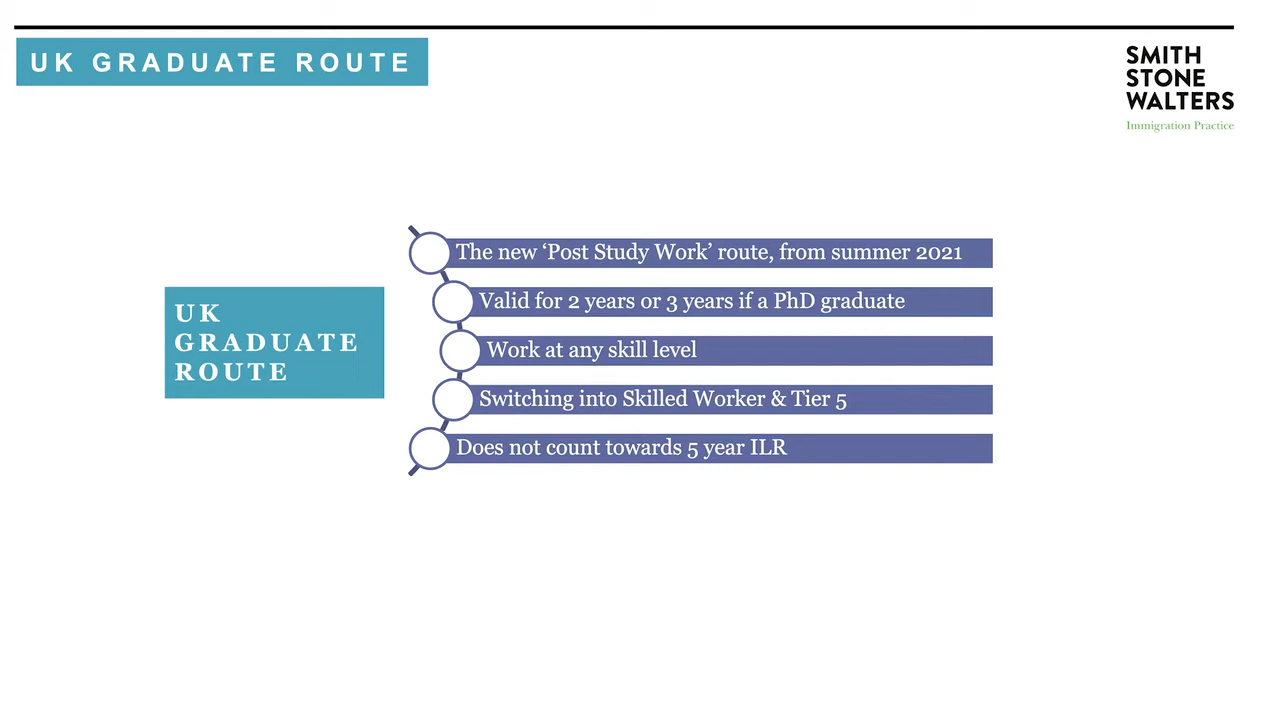 UK GRADUATE ROUTE
SMITH
STONE
WALTERS
Immigration Practice
UK
GRADUATE
ROUTE
The new ‘Post Study Work’ route, from summer 2021
Valid for 2 years or 3 years if a PhD graduate
Work at any skill level
Switching into Skilled Worker & Tier 5
Does not count towards 5 year ILR